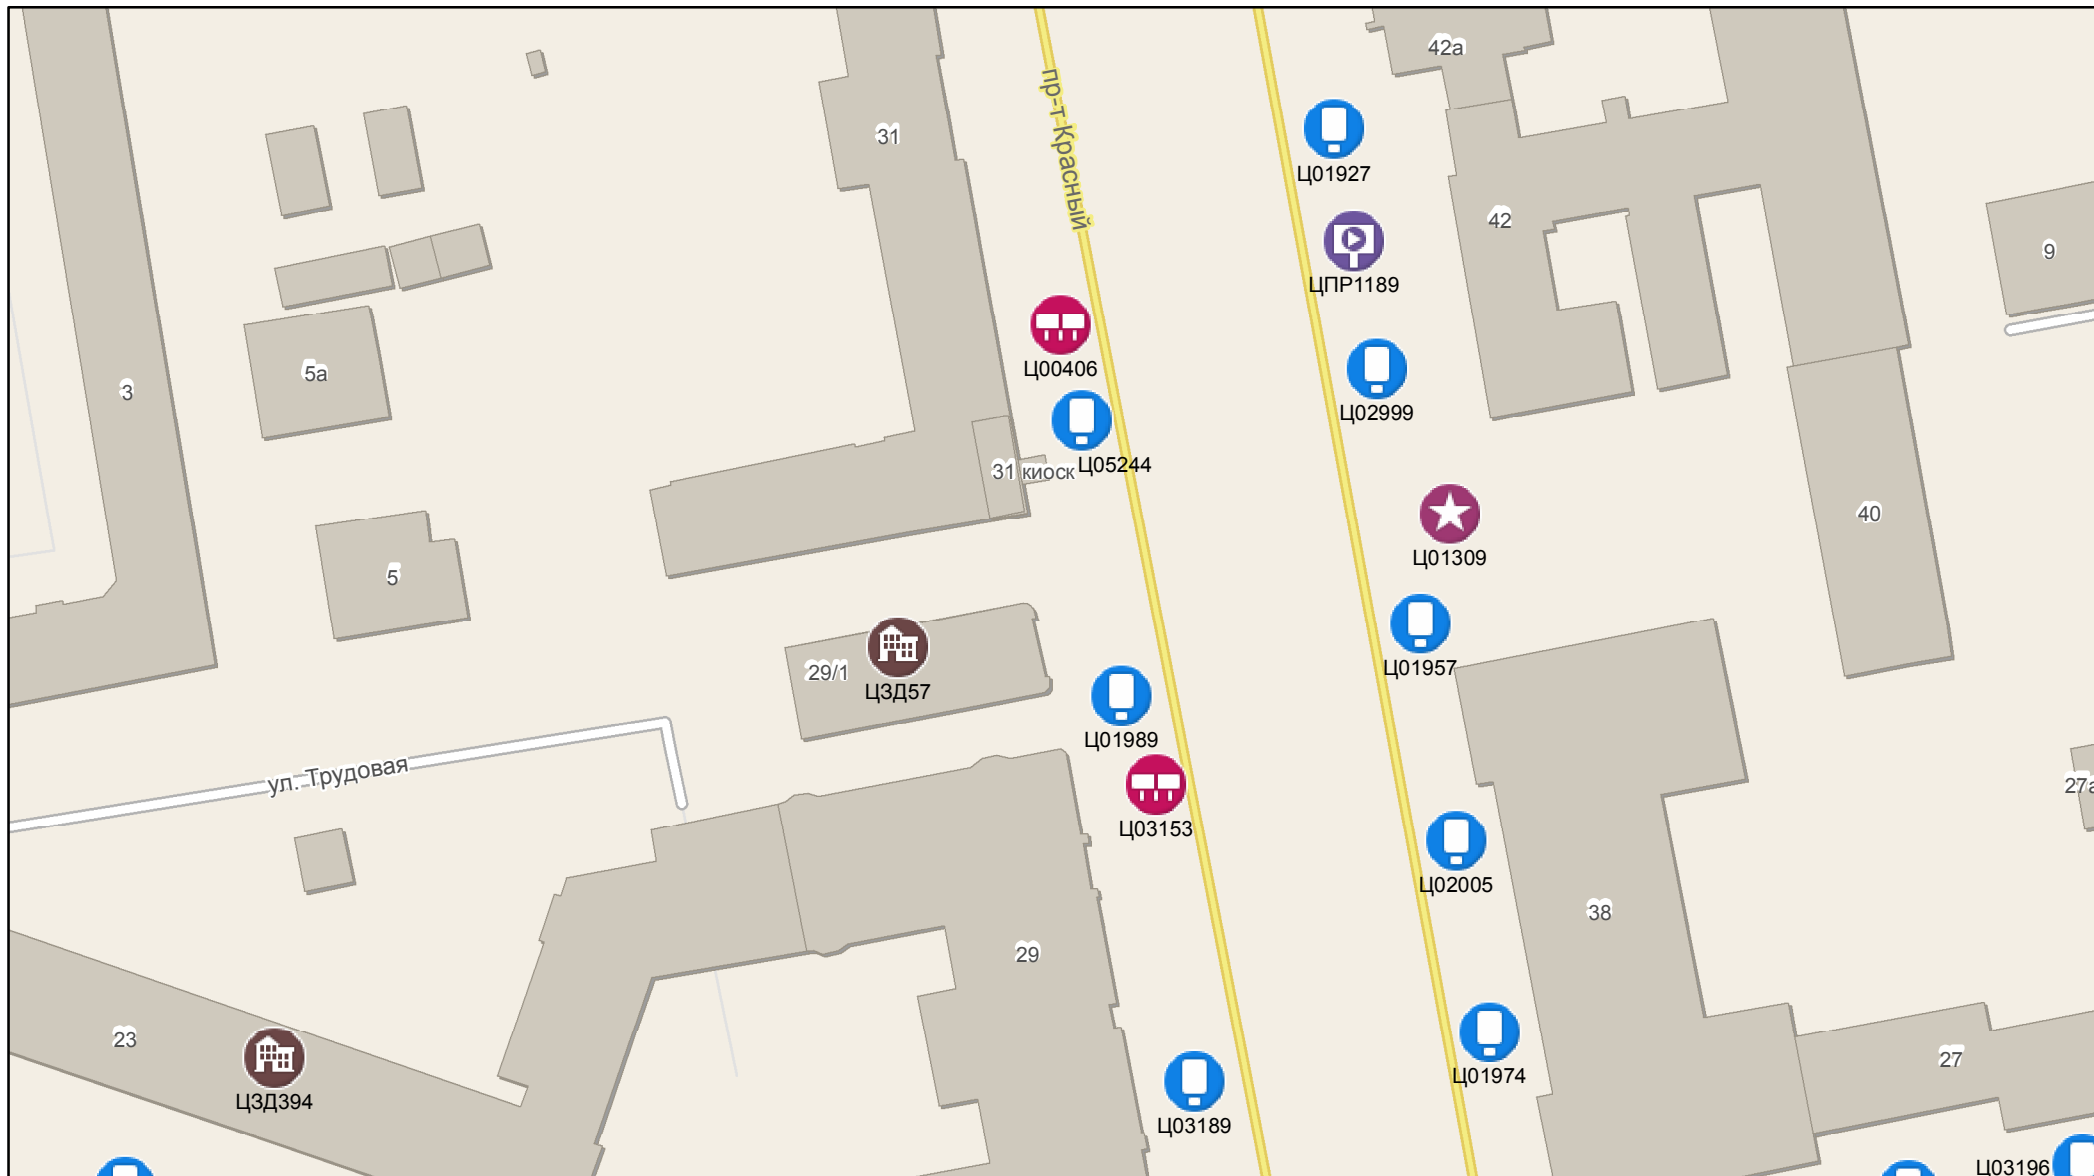 42а
пр-т Красный
31
Ц01927
42
9
ЦПР1189
Ц00406
5а
3
Ц02999
31 киоск
Ц05244
40
Ц01309
5
29/1
ЦЗД57
Ц01957
Ц01989
ул. Трудовая
27а
Ц03153
Ц02005
38
29
23
27
Ц01974
ЦЗД394
Ц03189
Ц03196